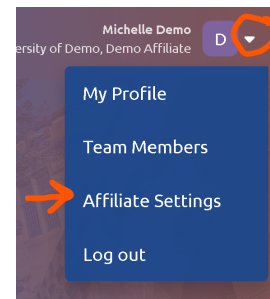 Michelle Demo
ersity of Demo, Demo Affiliate
D
My Profile
Team Members
Affiliate Settings
Log out